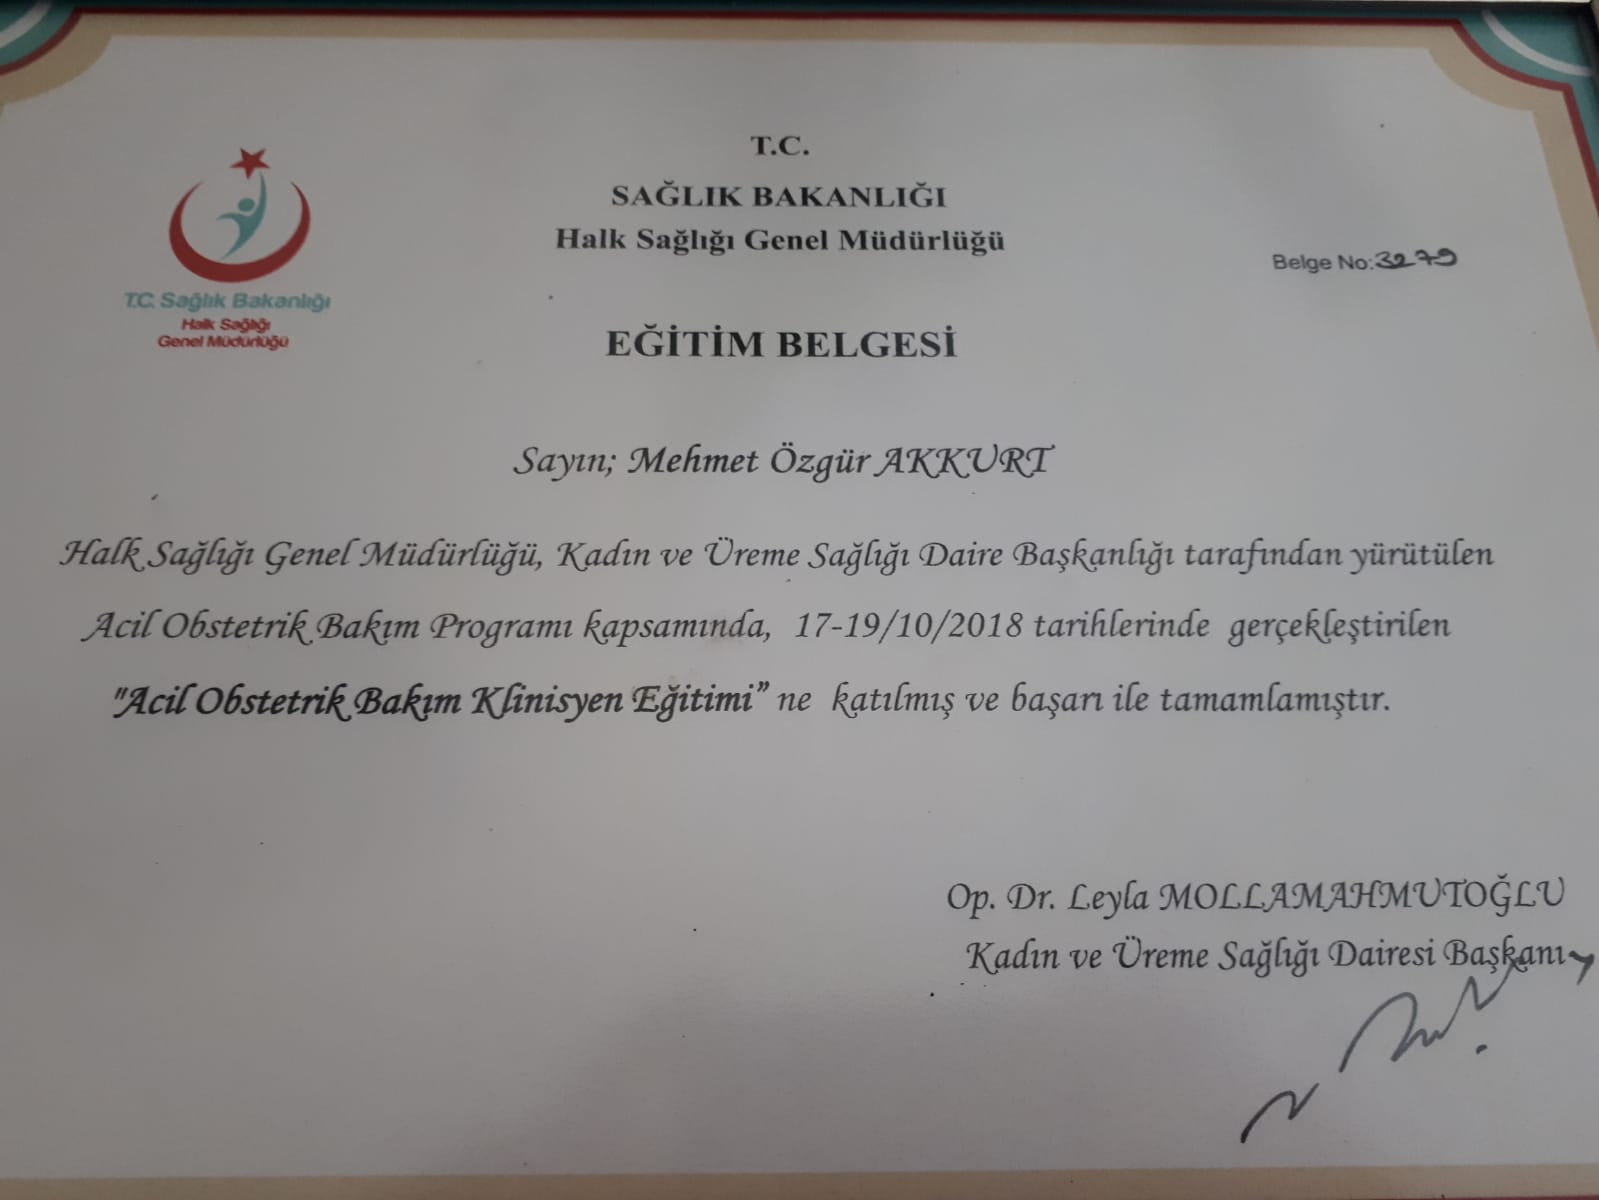 T.C.
SAĞLIK BAKANLIĞI
Halk Sağlığı Genel Müdürlüğü
Belge No:3279
T.C. Sağlık Bakanlığı
Halk Sağlığı
Genel Müdürlüğü
EĞİTİM BELGESİ
Sayın; Mehmet Özgür AKKURT
Halk Sağlığı Genel Müdürlüğü, Kadın ve Üreme Sağlığı Daire Başkanlığı tarafından yürütülen
Acil Obstetrik Bakım Programı kapsamında, 17-19/10/2018 tarihlerinde gerçekleştirilen
"Acil Obstetrik Bakım Klinisyen Eğitimi” ne katılmış ve başarı ile tamamlamıştır.
Op. Dr. Leyla MOLLAMAHMUTOĞLU
Kadın ve Üreme Sağlığı Dairesi Başkanı